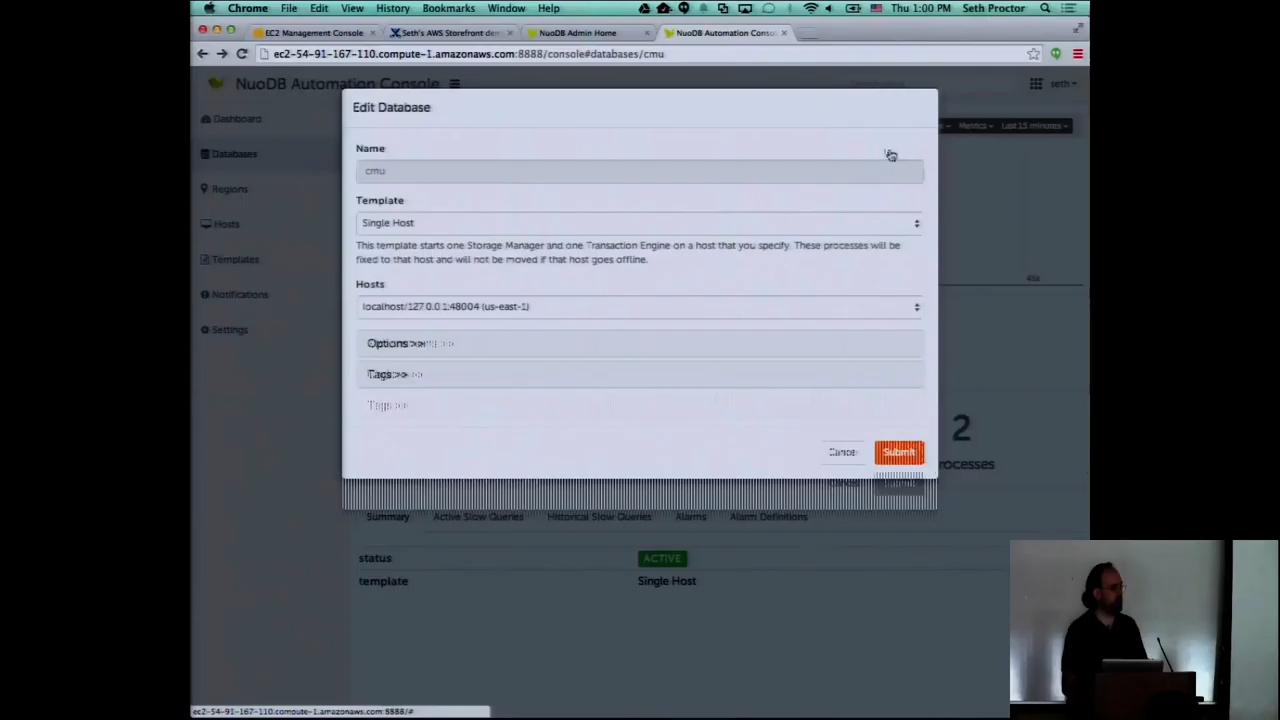 Chrome File Edit View History Bookmarks Window Help Thu 1:00 PM Seth Proctor
EC2 Management Console
Seth's AWS Storefront den
NuoDB Admin Home
NuoDB Automation Conso
ec2-54-91-167-110.compute-1.amazonaws.com:8888/console#databases/cmu
NuoDB Automation Console
seth
Dashboard
Databases
Regions
Hosts
Templates
Notifications
Settings
Metrics
Last 15 minutes
Edit Database
Name
cmu
Template
Single Host
This template starts one Storage Manager and one Transaction Engine on a host that you specify. These processes will be
fixed to that host and will not be moved if that host goes offline.
Hosts
localhost/127.0.0.1:48004 (us-east-1)
Options >>
Tags >>
Tags >>
Cancel
Submit
Cancel
Submit
45s
2
Summary
Active Slow Queries
Historical Slow Queries
Alarms
Alarm Definitions
status
ACTIVE
template
Single Host
ec2-54-91-167-110.compute-1.amazonaws.com:8888/#